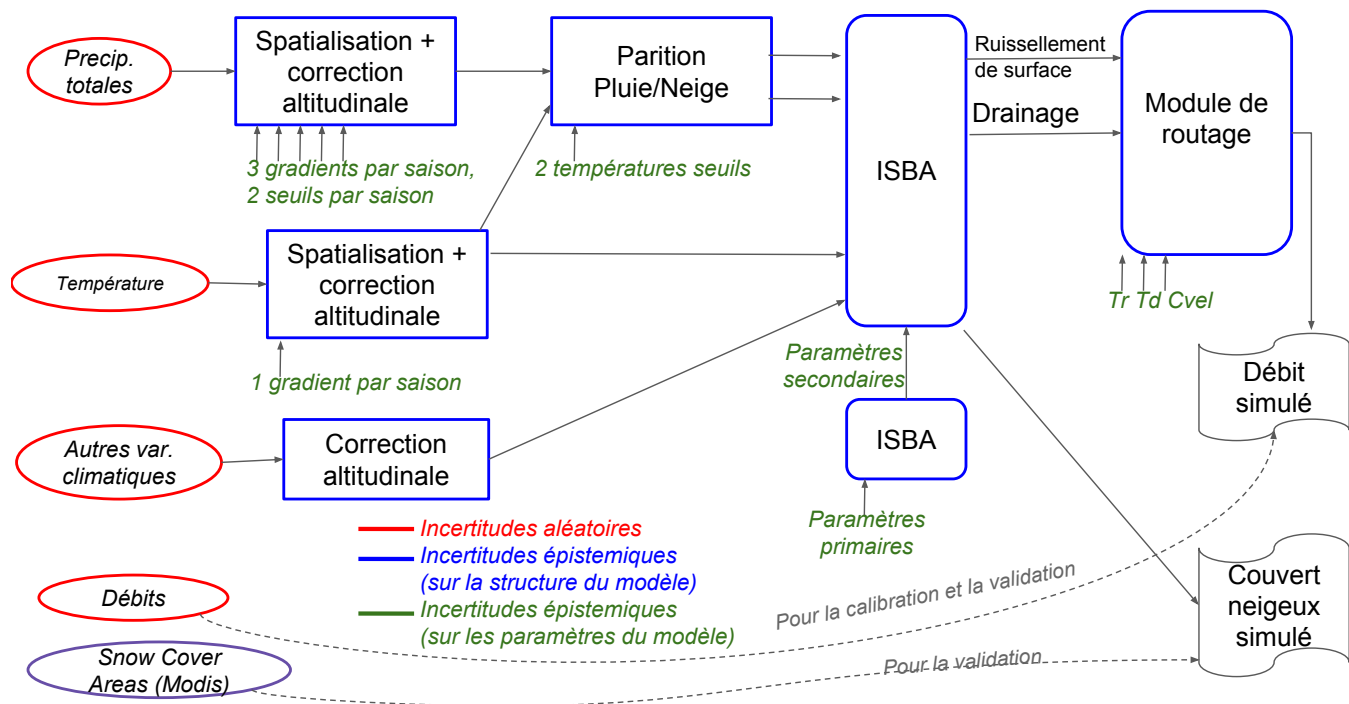 Precip.
totales
Spatialisation +
correction
altitudinale
3 gradients par saison,
2 seuils par saison
Parition
Pluie/Neige
2 températures seuils
ISBA
Ruissellement
de surface
Drainage
Module de
routage
Tr Td Cvel
Température
Spatialisation +
correction
altitudinale
1 gradient par saison
Paramètres
secondaires
ISBA
Paramètres
primaires
Débit
simulé
Autres var.
climatiques
Correction
altitudinale
Incertitudes aléatoires
Incertitudes épistemiques
(sur la structure du modèle)
Incertitudes épistemiques
(sur les paramètres du modèle)
Débits
Snow Cover
Areas (Modis)
Pour la calibration et la validation
Pour la validation
Couvert
neigeux
simulé